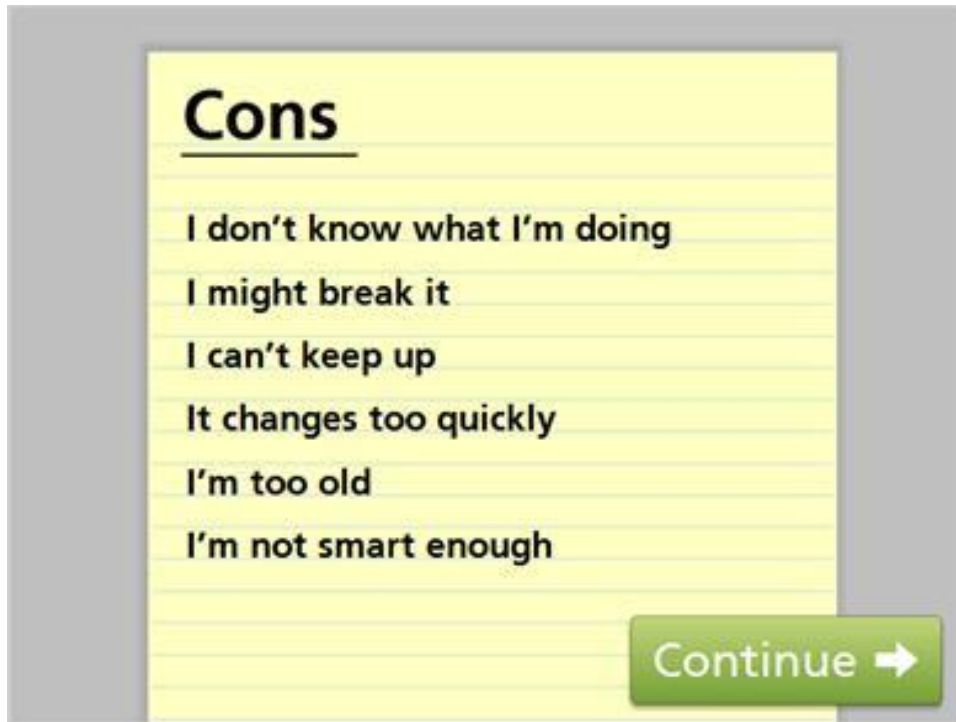 Cons
I don’t know what I’m doing
I might break it
I can’t keep up
It changes too quickly
I’m too old
I’m not smart enough
Continue